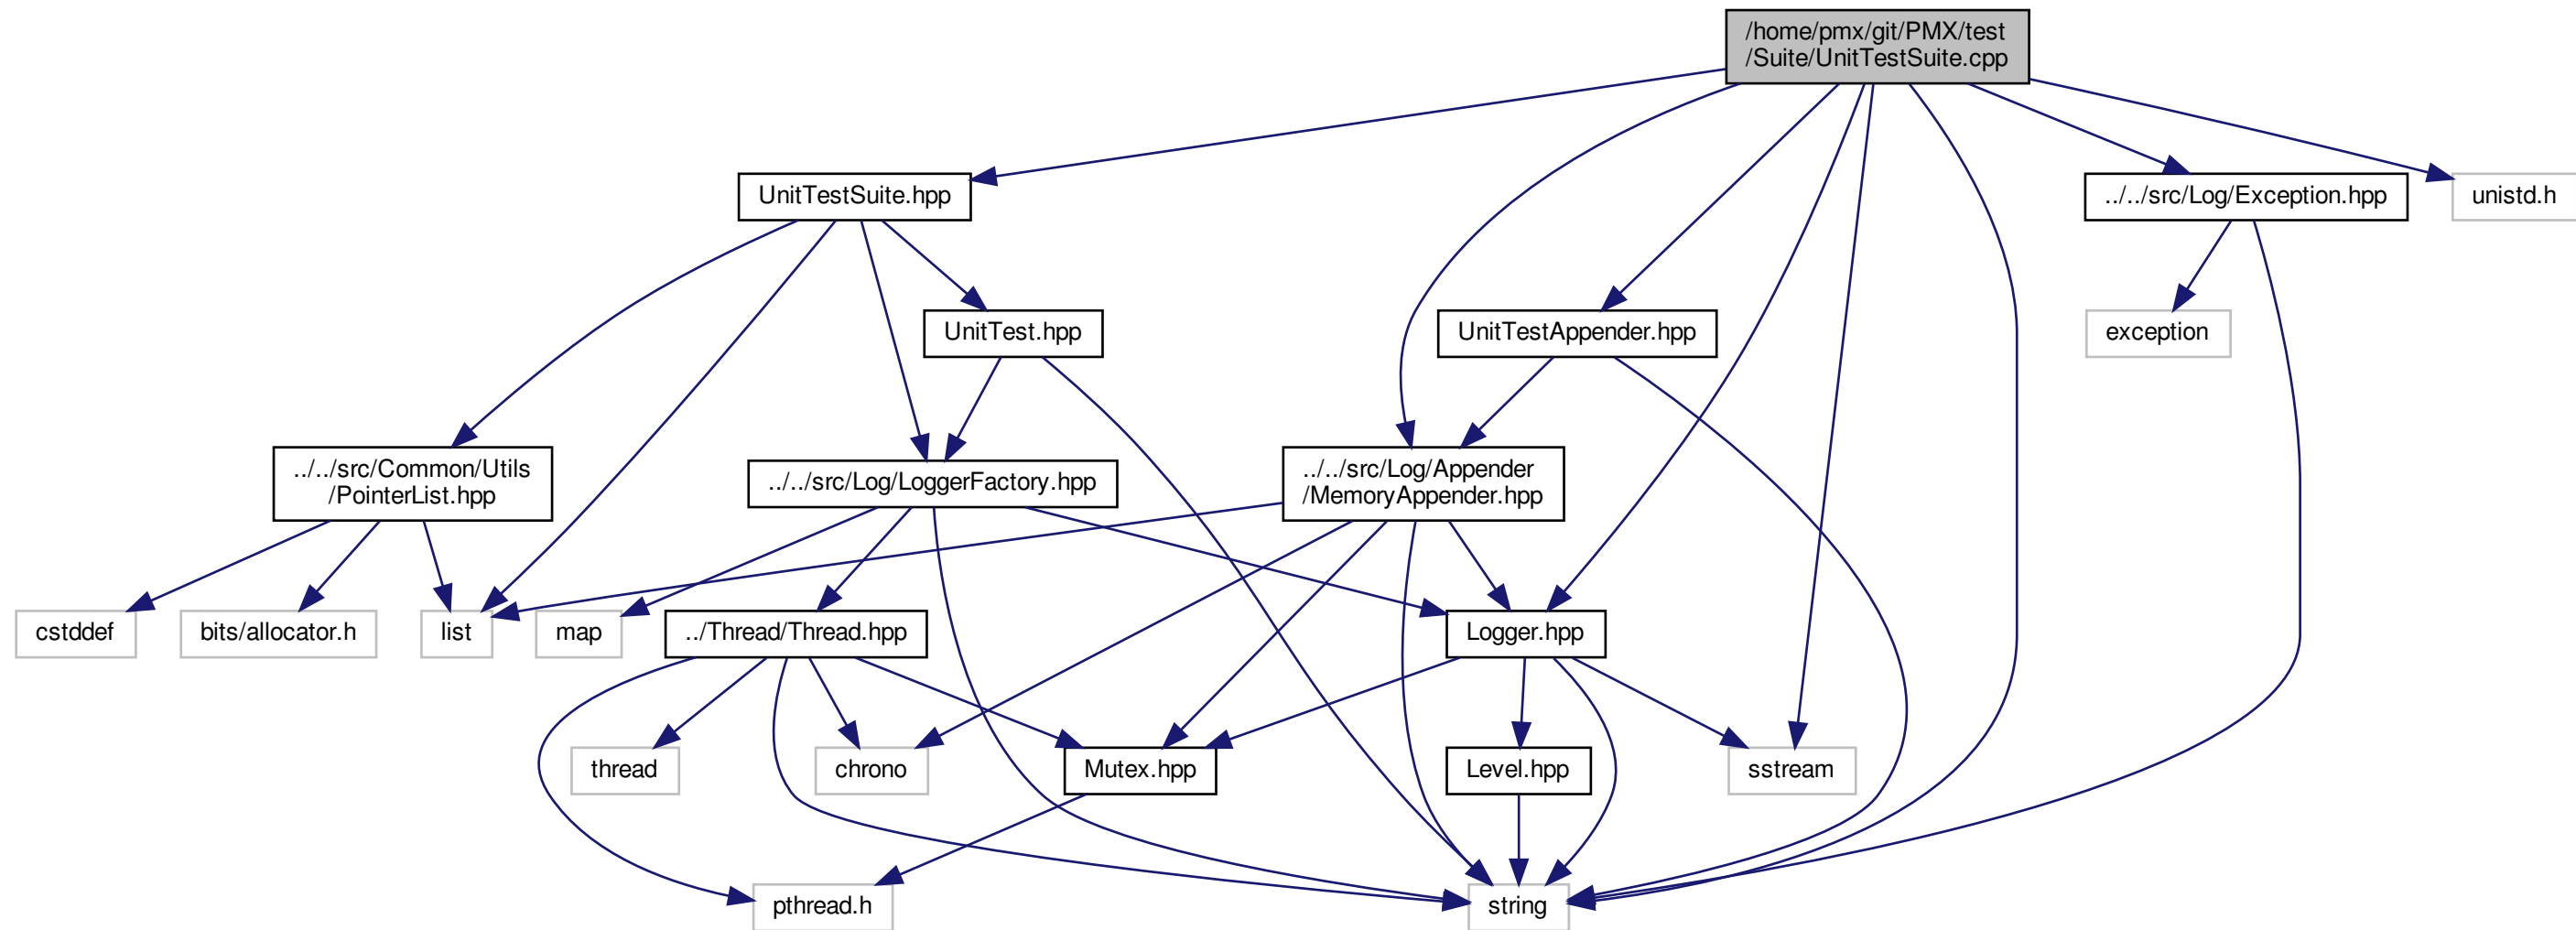 /home/pmx/git/PMX/test
/Suite/UnitTestSuite.cpp
UnitTestSuite.hpp
../../src/Log/Exception.hpp
unistd.h
UnitTest.hpp
UnitTestAppender.hpp
exception
../../src/Common/Utils
/PointerList.hpp
../../src/Log/LoggerFactory.hpp
../../src/Log/Appender
/MemoryAppender.hpp
cstddef
bits/allocator.h
list
map
../Thread/Thread.hpp
Logger.hpp
thread
chrono
Mutex.hpp
Level.hpp
sstream
pthread.h
string